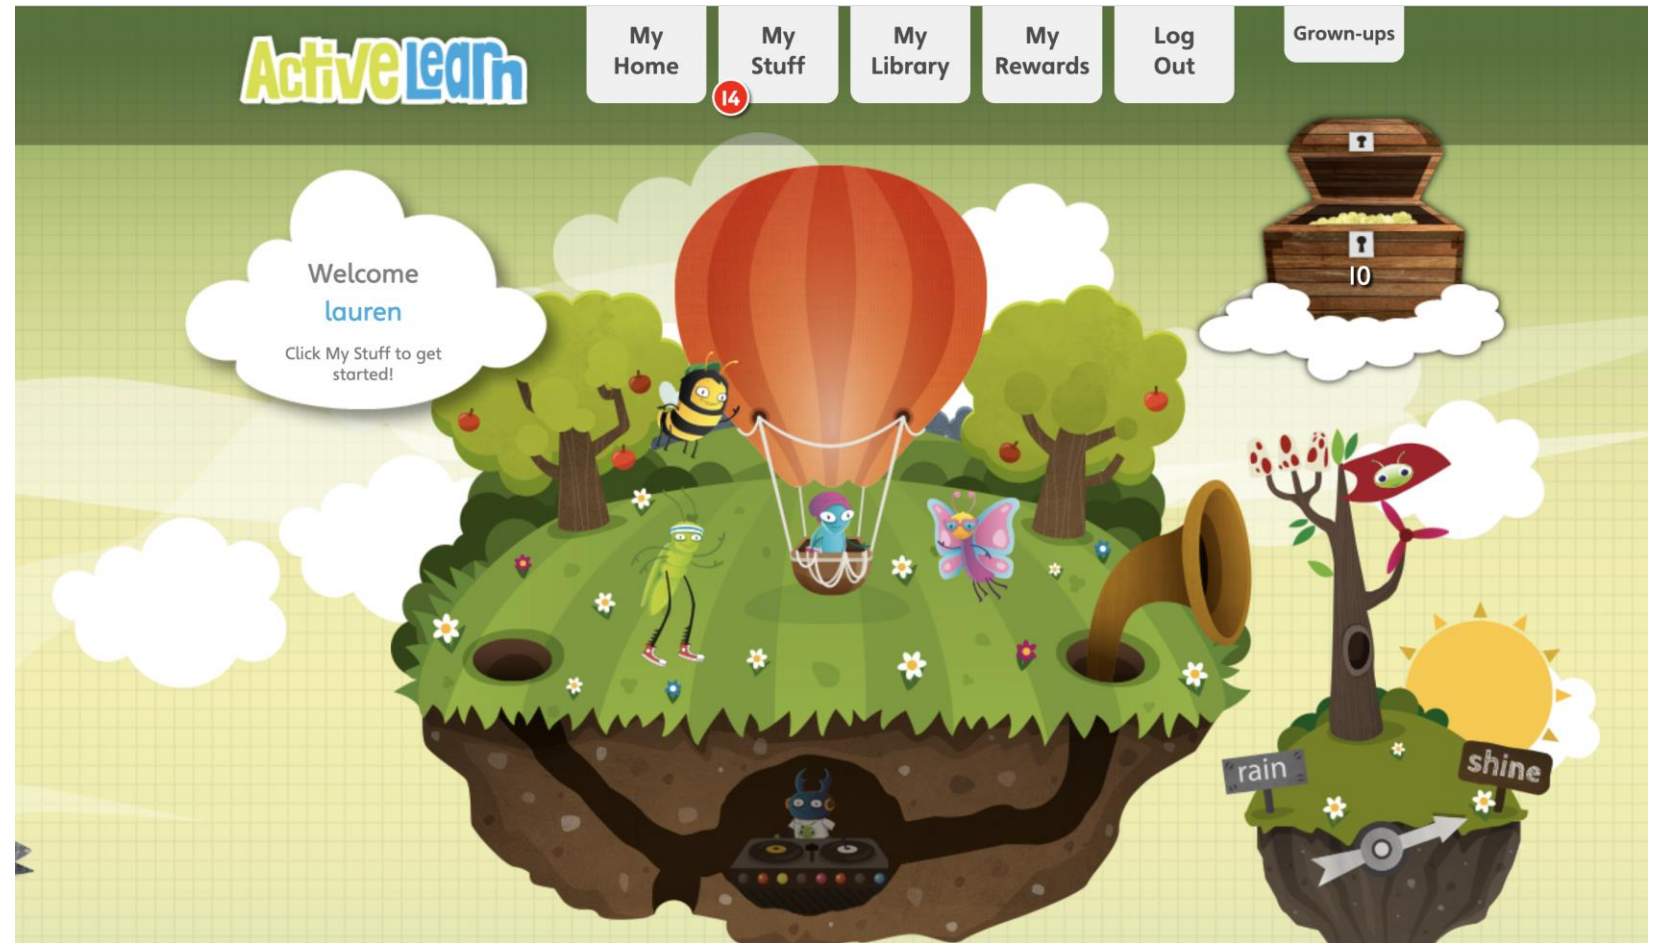 ActiveLearn
My
Home
My
Stuff
14
My
Library
My
Rewards
Log
Out
Grown-ups
Welcome
lauren
Click My Stuff to get
started!
10
rain
shine